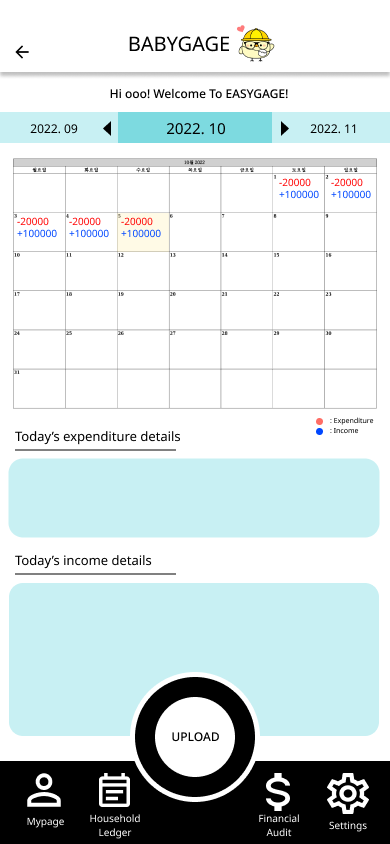 BABYGAGE
Hi ooo! Welcome To EASYGAGE!
2022. 09
2022. 10
2022. 11
10월 2022
월요일 화요일 수요일 목요일 금요일 토요일 일요일
1 2
-20000 -20000
+100000 +100000
3 4 5 6 7 8 9
-20000 -20000 -20000
+100000 +100000 +100000
10 11 12 13 14 15 16
17 18 19 20 21 22 23
24 25 26 27 28 29 30
31
: Expenditure
: Income
Today's expenditure details
Today's income details
UPLOAD
Mypage
Household
Ledger
Financial
Audit
Settings